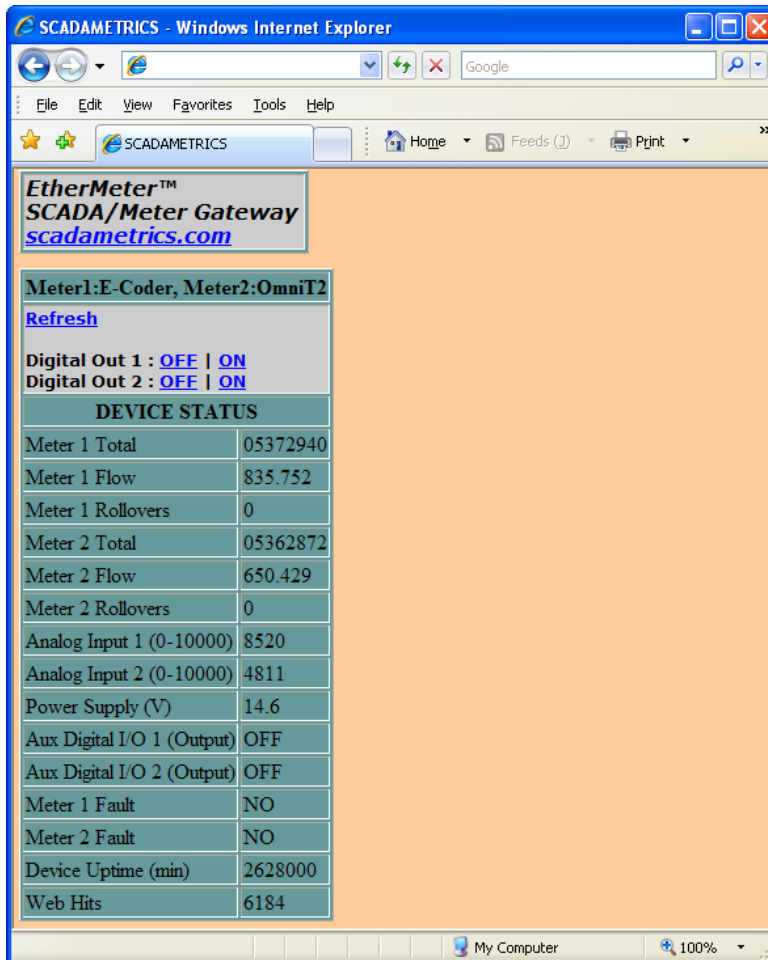 SCADAMETRICS - Windows Internet Explorer
Google
File Edit View Favorites Tools Help
SCADAMETRICS Home Feeds (J) Print »
EtherMeter™
SCADA/Meter Gateway
scadametrics.com
Meter1:E-Coder, Meter2:OmniT2
Refresh
Digital Out 1 : OFF | ON
Digital Out 2 : OFF | ON
DEVICE STATUS
Meter 1 Total 05372940
Meter 1 Flow 835.752
Meter 1 Rollovers 0
Meter 2 Total 05362872
Meter 2 Flow 650.429
Meter 2 Rollovers 0
Analog Input 1 (0-10000) 8520
Analog Input 2 (0-10000) 4811
Power Supply (V) 14.6
Aux Digital I/O 1 (Output) OFF
Aux Digital I/O 2 (Output) OFF
Meter 1 Fault NO
Meter 2 Fault NO
Device Uptime (min) 2628000
Web Hits 6184
My Computer 100%